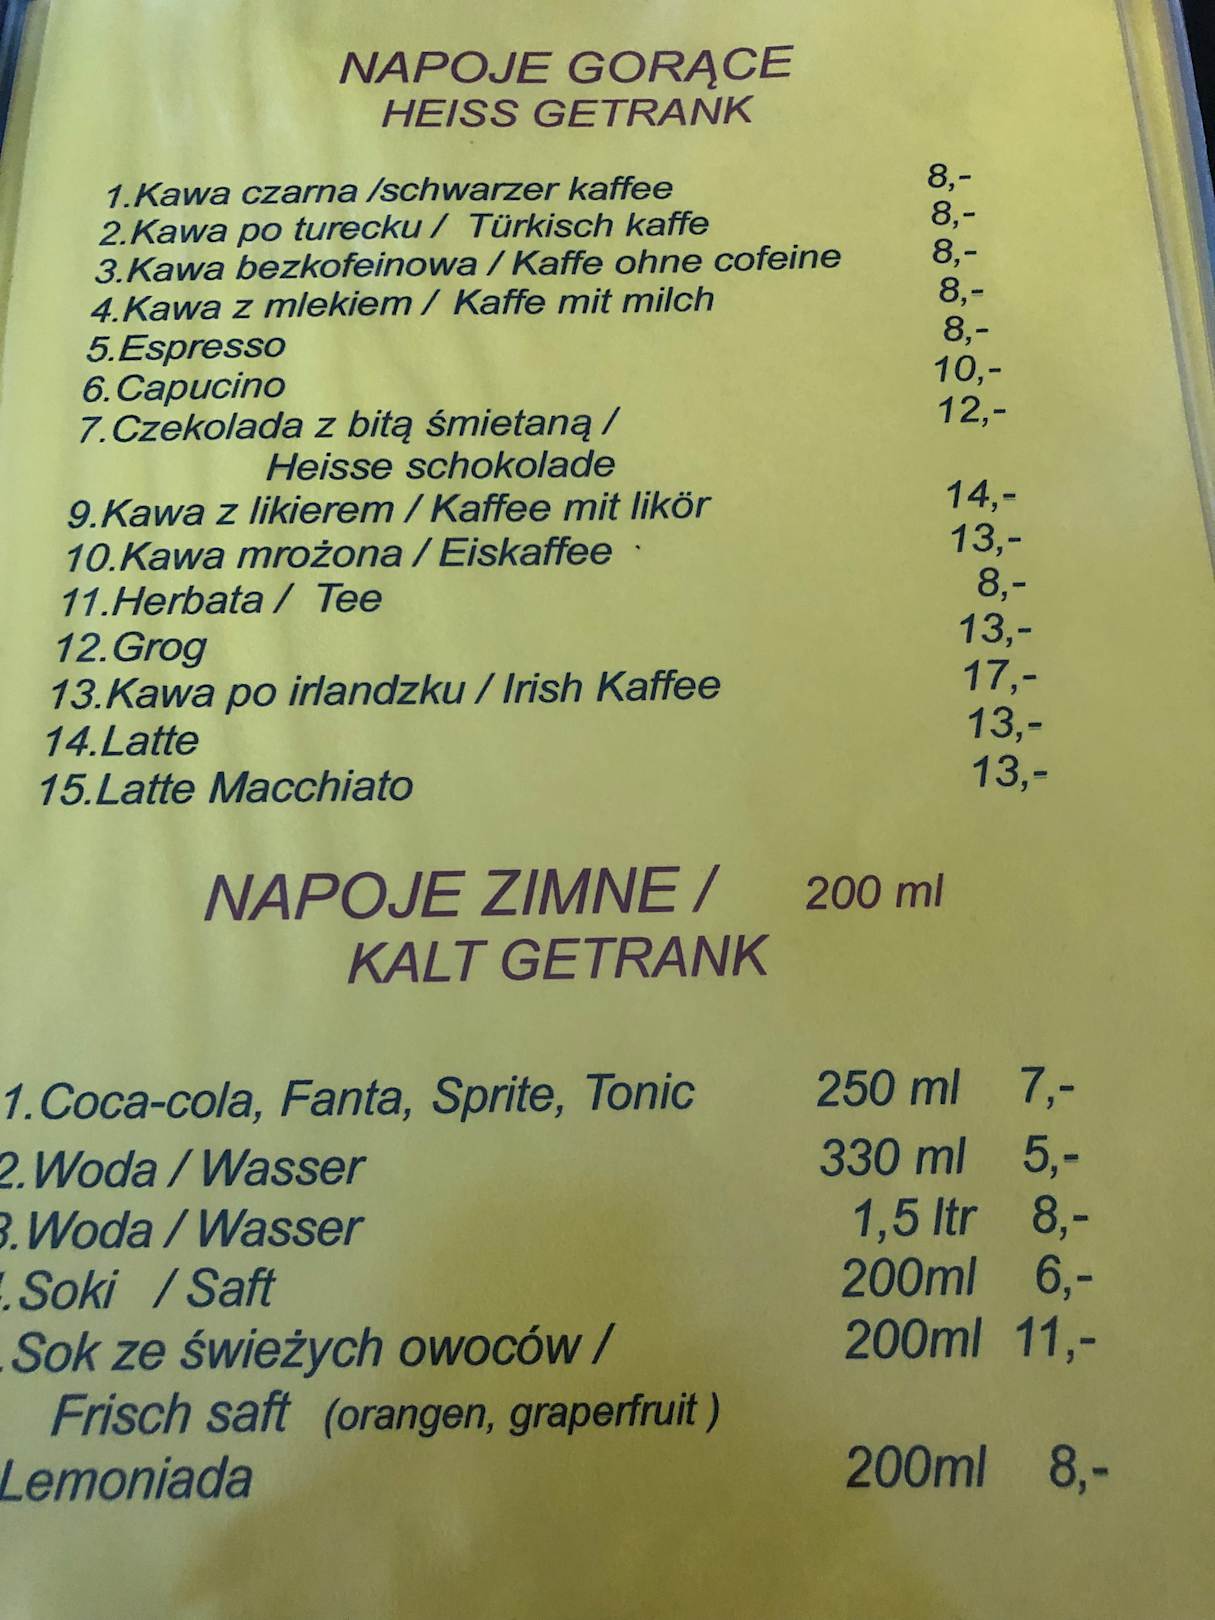 NAPOJE GORĄCE
HEISS GETRANK
1.Kawa czarna /schwarzer kaffee 8,-
2.Kawa po turecku / Türkisch kaffe 8,-
3.Kawa bezkofeinowa / Kaffe ohne cofeine 8,-
4.Kawa z mlekiem / Kaffe mit milch 8,-
5.Espresso 8,-
6.Capucino 10,-
7.Czekolada z bitą śmietaną / 12,-
Heisse schokolade
9.Kawa z likierem / Kaffee mit likör 14,-
10.Kawa mrożona / Eiskaffee 13,-
11.Herbata / Tee 8,-
12.Grog 13,-
13.Kawa po irlandzku / Irish Kaffee 17,-
14.Latte 13,-
15.Latte Macchiato 13,-
NAPOJE ZIMNE / 200 ml
KALT GETRANK
1.Coca-cola, Fanta, Sprite, Tonic 250 ml 7,-
2.Woda / Wasser 330 ml 5,-
3.Woda / Wasser 1,5 ltr 8,-
.Soki / Saft 200ml 6,-
.Sok ze świeżych owoców / 200ml 11,-
Frisch saft (orangen, graperfruit )
Lemoniada 200ml 8,-